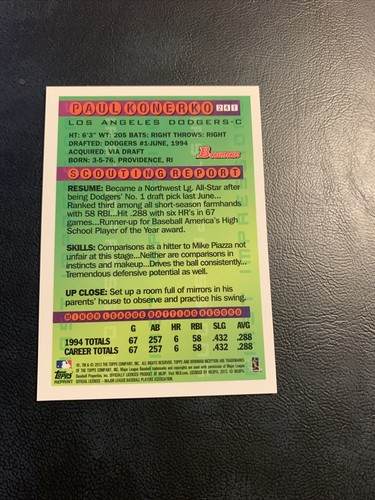 PAUL KONERKO 241
LOS ANGELES DODGERS-C
HT: 6'3" WT: 205 BATS: RIGHT THROWS: RIGHT
DRAFTED: DODGERS #1-JUNE, 1994
ACQUIRED: VIA DRAFT
BORN: 3-5-76, PROVIDENCE, RI
Bowman
SCOUTING REPORT
RESUME: Became a Northwest Lg. All-Star after
being Dodgers' No. 1 draft pick last June...
Ranked third among all short-season farmhands
with 58 RBI...Hit .288 with six HR's in 67
games...Runner-up for Baseball America's High
School Player of the Year award.
SKILLS: Comparisons as a hitter to Mike Piazza not
unfair at this stage...Neither are comparisons in
instincts and makeup...Drives the ball consistently...
Tremendous defensive potential as well.
UP CLOSE: Set up a room full of mirrors in his
parents' house to observe and practice his swing.
MINOR LEAGUE BATTING RECORD
G AB HR RBI SLG AVG
1994 TOTALS 67 257 6 58 .432 .288
CAREER TOTALS 67 257 6 58 .432 .288
Topps
REPRINT